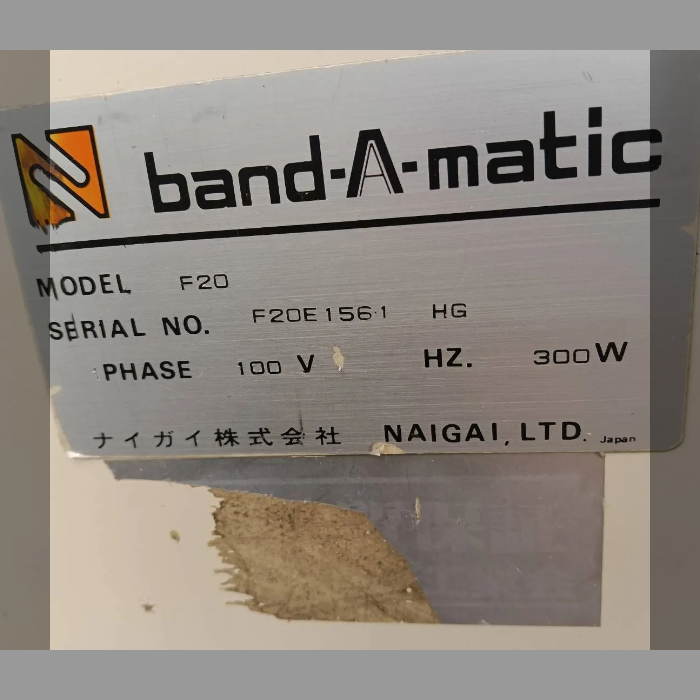 band-A-matic
MODEL F20
SERIAL NO. F20E1561 HG
PHASE 100 V HZ. 300W
ナイガイ株式会社 NAIGAI, LTD. Japan